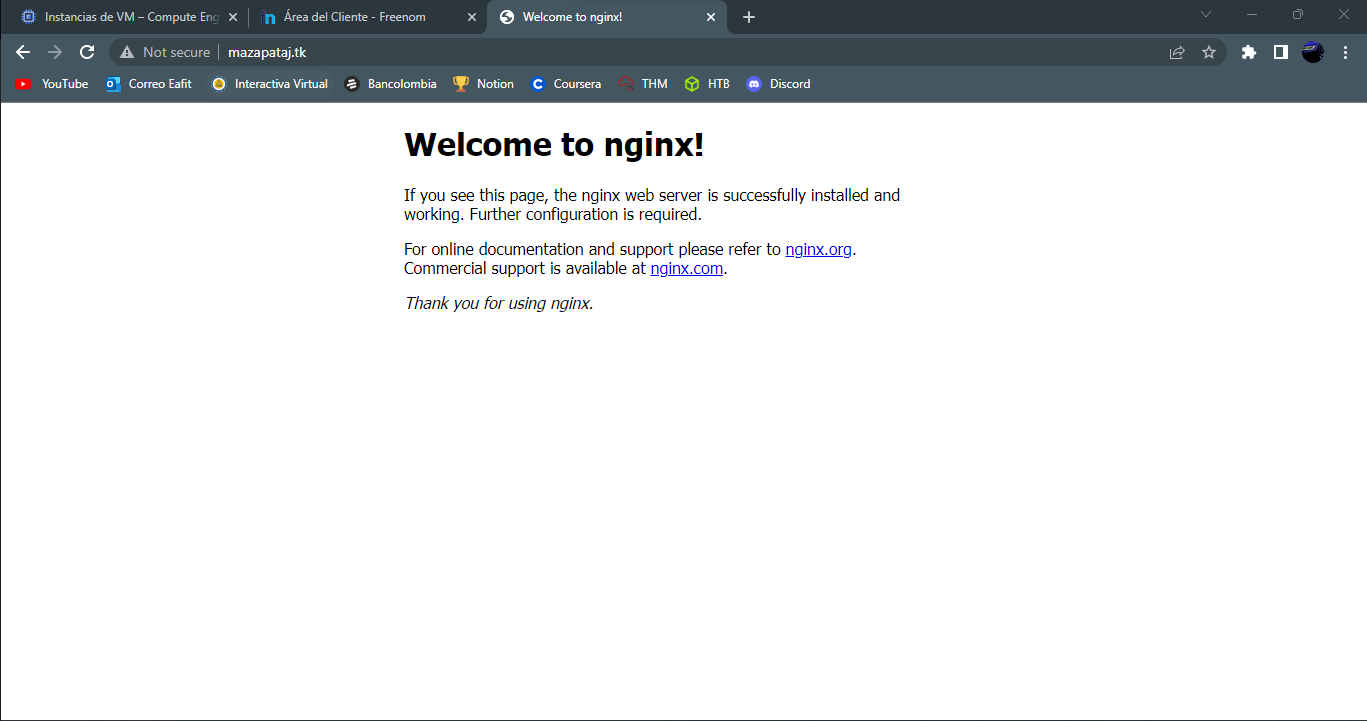 Instancias de VM – Compute Eng
Área del Cliente - Freenom
Welcome to nginx!
Not secure
mazapataj.tk
YouTube
Correo Eafit
Interactiva Virtual
Bancolombia
Notion
Coursera
THM
HTB
Discord
Welcome to nginx!
If you see this page, the nginx web server is successfully installed and
working. Further configuration is required.
For online documentation and support please refer to nginx.org.
Commercial support is available at nginx.com.
Thank you for using nginx.